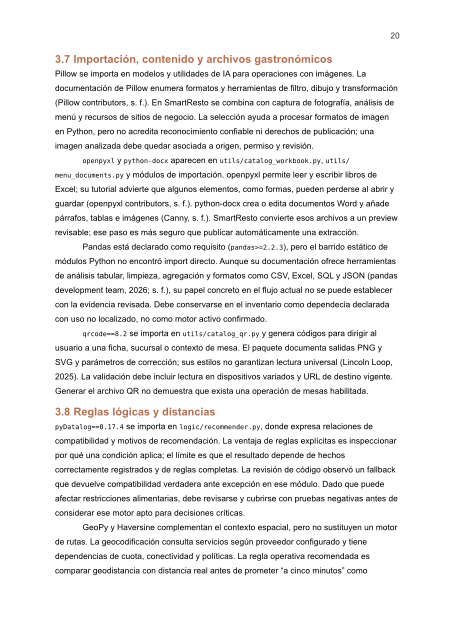 20
3.7 Importación, contenido y archivos gastronómicos
Pillow se importa en modelos y utilidades de IA para operaciones con imágenes. La
documentación de Pillow enumera formatos y herramientas de filtro, dibujo y transformación
(Pillow contributors, s. f.). En SmartResto se combina con captura de fotografía, análisis de
menú y recursos de sitios de negocio. La selección ayuda a procesar formatos de imagen
en Python, pero no acredita reconocimiento confiable ni derechos de publicación; una
imagen analizada debe quedar asociada a origen, permiso y revisión.
openpyxl y python-docx aparecen en utils/catalog_workbook.py, utils/
menu_documents.py y módulos de importación. openpyxl permite leer y escribir libros de
Excel; su tutorial advierte que algunos elementos, como formas, pueden perderse al abrir y
guardar (openpyxl contributors, s. f.). python-docx crea o edita documentos Word y añade
párrafos, tablas e imágenes (Canny, s. f.). SmartResto convierte esos archivos a un preview
revisable; ese paso es más seguro que publicar automáticamente una extracción.
Pandas está declarado como requisito (pandas>=2.2.3), pero el barrido estático de
módulos Python no encontró import directo. Aunque su documentación ofrece herramientas
de análisis tabular, limpieza, agregación y formatos como CSV, Excel, SQL y JSON (pandas
development team, 2026; s. f.), su papel concreto en el flujo actual no se puede establecer
con la evidencia revisada. Debe conservarse en el inventario como dependecia declarada
con uso no localizado, no como motor activo confirmado.
qrcode==8.2 se importa en utils/catalog_qr.py y genera códigos para dirigir al
usuario a una ficha, sucursal o contexto de mesa. El paquete documenta salidas PNG y
SVG y parámetros de corrección; sus estilos no garantizan lectura universal (Lincoln Loop,
2025). La validación debe incluir lectura en dispositivos variados y URL de destino vigente.
Generar el archivo QR no demuestra que exista una operación de mesas habilitada.
3.8 Reglas lógicas y distancias
pyDatalog==0.17.4 se importa en logic/recommender.py, donde expresa relaciones de
compatibilidad y motivos de recomendación. La ventaja de reglas explícitas es inspeccionar
por qué una condición aplica; el límite es que el resultado depende de hechos
correctamente registrados y de reglas completas. La revisión de código observó un fallback
que devuelve compatibilidad verdadera ante excepción en ese módulo. Dado que puede
afectar restricciones alimentarias, debe revisarse y cubrirse con pruebas negativas antes de
considerar ese motor apto para decisiones críticas.
GeoPy y Haversine complementan el contexto espacial, pero no sustituyen un motor
de rutas. La geocodificación consulta servicios según proveedor configurado y tiene
dependencias de cuota, conectividad y políticas. La regla operativa recomendada es
comparar geodistancia con distancia real antes de prometer “a cinco minutos” como